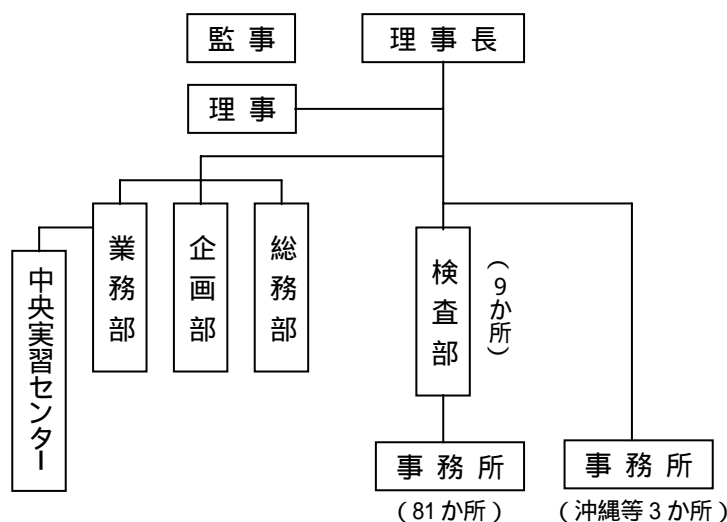 監事
理事長
理事
中央実習センター
業務部
企画部
総務部
検査部
(9か所)
事務所
(81か所)
事務所
(沖縄等3か所)